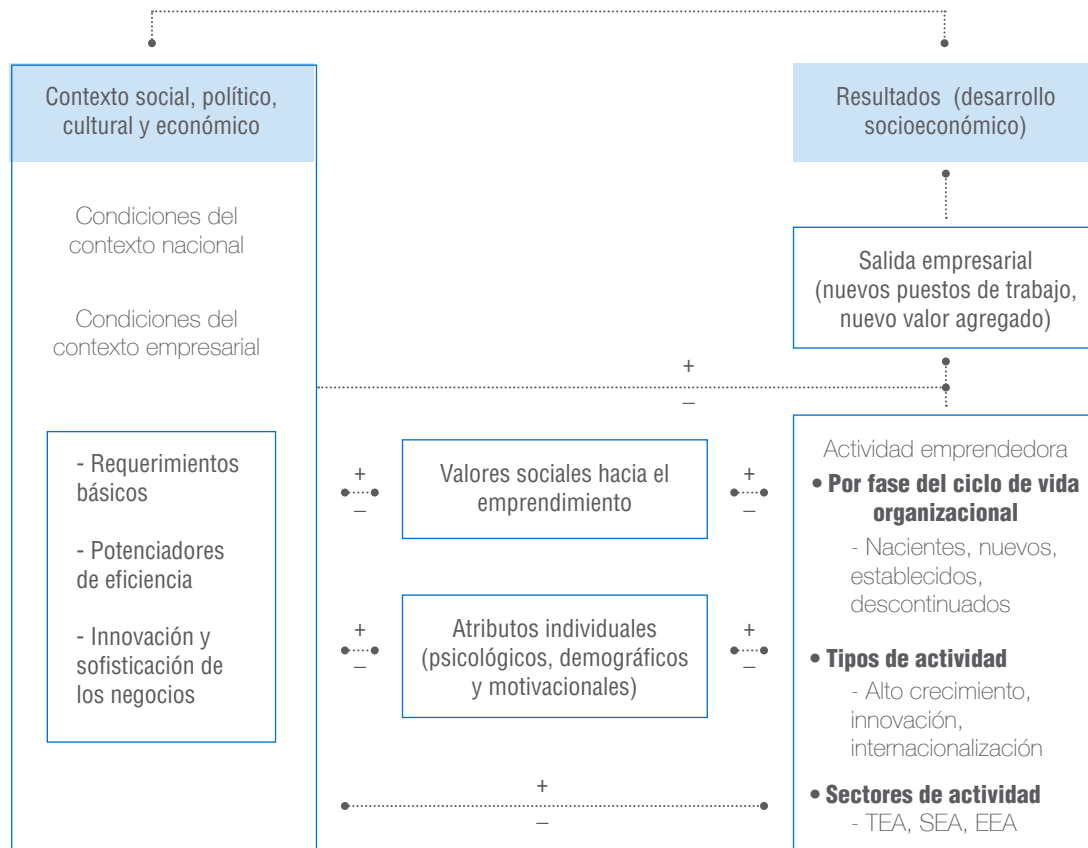 Contexto social, político,
cultural y económico
Condiciones del
contexto nacional
Condiciones del
contexto empresarial
- Requerimientos
básicos
- Potenciadores
de eficiencia
- Innovación y
sofisticación de
los negocios
+
–
Valores sociales hacia el
emprendimiento
+
–
+
–
Atributos individuales
(psicológicos, demográficos
y motivacionales)
+
–
+
–
+
–
Resultados (desarrollo
socioeconómico)
Salida empresarial
(nuevos puestos de trabajo,
nuevo valor agregado)
Actividad emprendedora
• Por fase del ciclo de vida
organizacional
- Nacientes, nuevos,
establecidos,
descontinuados
• Tipos de actividad
- Alto crecimiento,
innovación,
internacionalización
• Sectores de actividad
- TEA, SEA, EEA